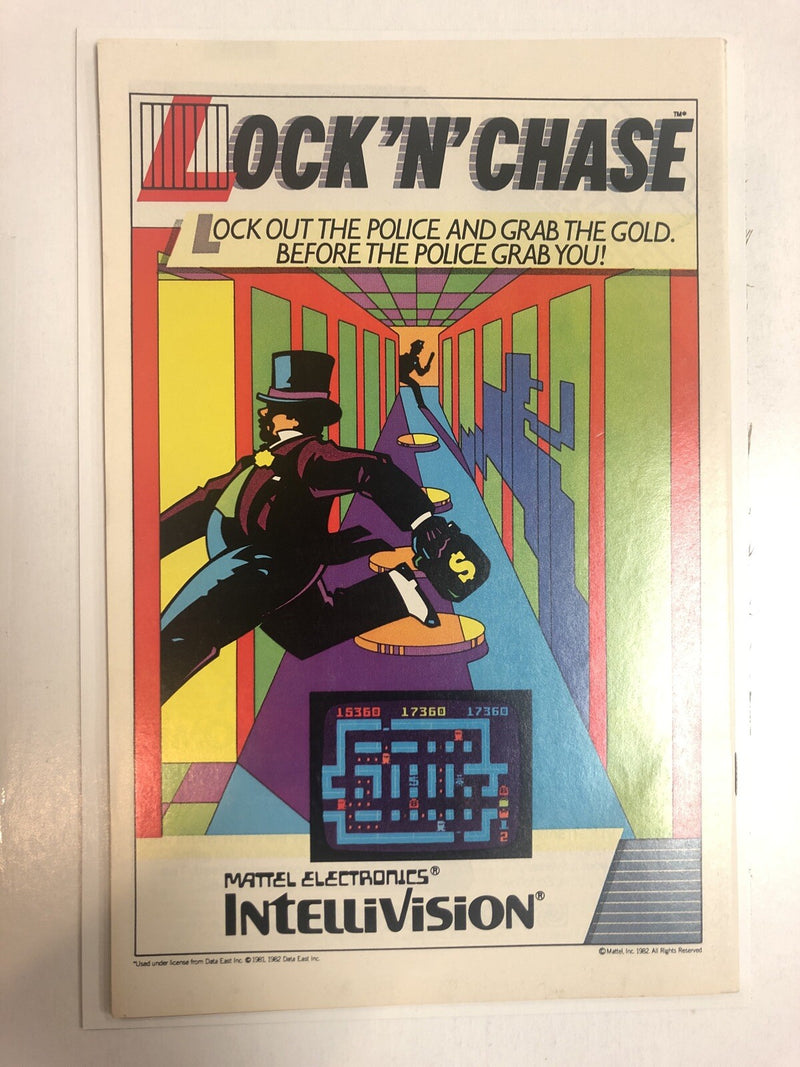 LOCK 'N' CHASE™*
LOCK OUT THE POLICE AND GRAB THE GOLD.
BEFORE THE POLICE GRAB YOU!
$
15360 17360 17360
2
MATTEL ELECTRONICS®
INTELLIVISION®
*Used under license from Data East Inc. © 1981, 1982 Data East Inc.
© Mattel, Inc. 1982. All Rights Reserved